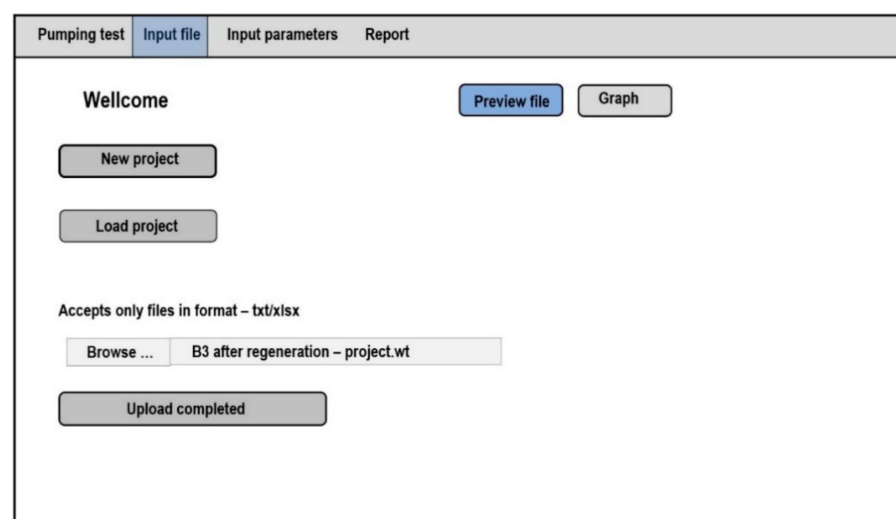 Pumping test Input file Input parameters Report
Wellcome Preview file Graph
New project
Load project
Accepts only files in format – txt/xlsx
Browse ... B3 after regeneration – project.wt
Upload completed